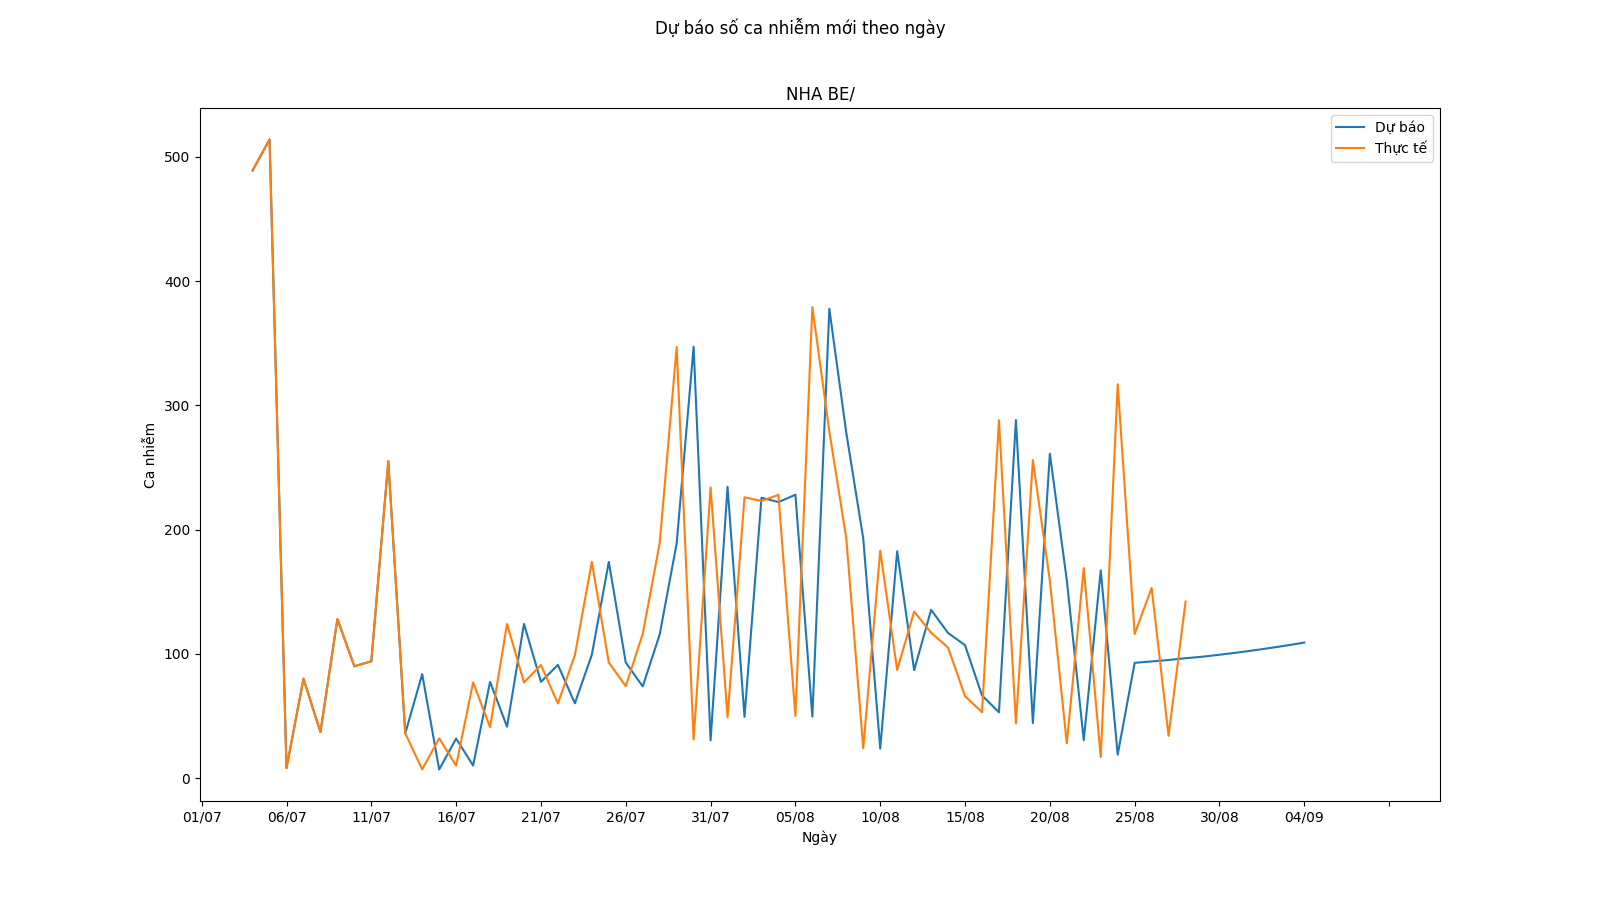 Dự báo số ca nhiễm mới theo ngày
NHA BE/
Dự báo
Thực tế
500
400
300
200
100
0
Ca nhiễm
01/07 06/07 11/07 16/07 21/07 26/07 31/07 05/08 10/08 15/08 20/08 25/08 30/08 04/09
Ngày